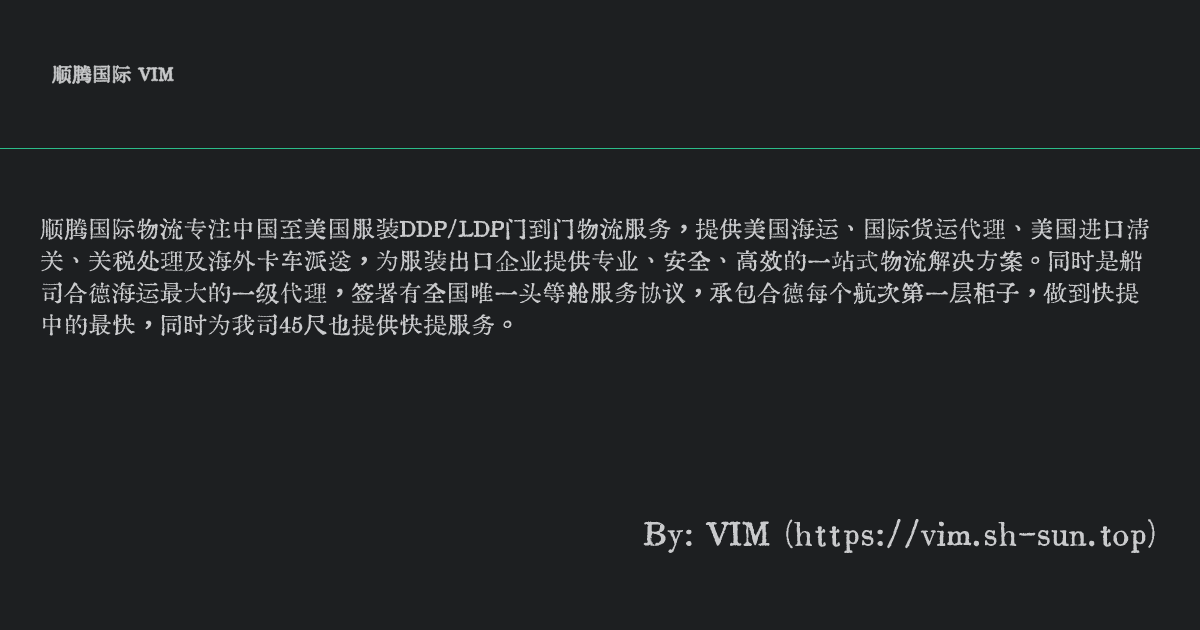 顺腾国际 VIM
顺腾国际物流专注中国至美国服装DDP/LDP门到门物流服务，提供美国海运、国际货运代理、美国进口清
关、关税处理及海外卡车派送，为服装出口企业提供专业、安全、高效的一站式物流解决方案。同时是船
司合德海运最大的一级代理，签署有全国唯一头等舱服务协议，承包合德每个航次第一层柜子，做到快提
中的最快，同时为我司45尺也提供快提服务。
By: VIM (https://vim.sh-sun.top)